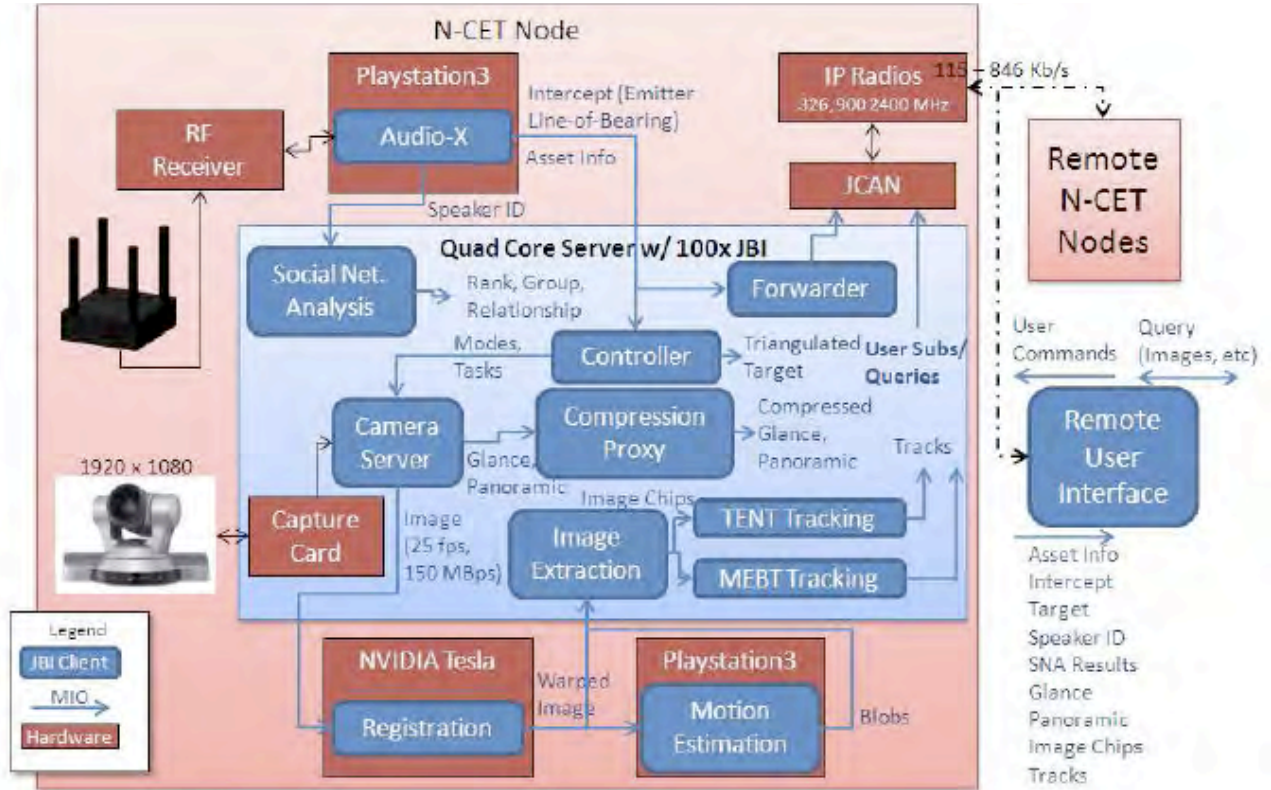 N-CET Node
Playstation3
Audio-X
Intercept (Emitter
Line-of-Bearing)
Asset Info
Speaker ID
RF
Receiver
IP Radios
326, 900 2400 MHz
115 – 846 Kb/s
JCAN
Remote
N-CET
Nodes
Quad Core Server w/ 100x JBI
Social Net.
Analysis
Rank, Group,
Relationship
Forwarder
Modes,
Tasks
Controller
Triangulated
Target
User Subs/
Queries
User
Commands
Query
(Images, etc)
Camera
Server
Compression
Proxy
Compressed
Glance,
Panoramic
Glance,
Panoramic
Tracks
Remote
User
Interface
1920 x 1080
Capture
Card
Image
(25 fps,
150 MBps)
Image Chips
Image
Extraction
TENT Tracking
MEBT Tracking
Asset Info
Intercept
Target
Speaker ID
SNA Results
Glance
Panoramic
Image Chips
Tracks
Legend
JBI Client
MIO
Hardware
NVIDIA Tesla
Registration
Warped
Image
Playstation3
Motion
Estimation
Blobs